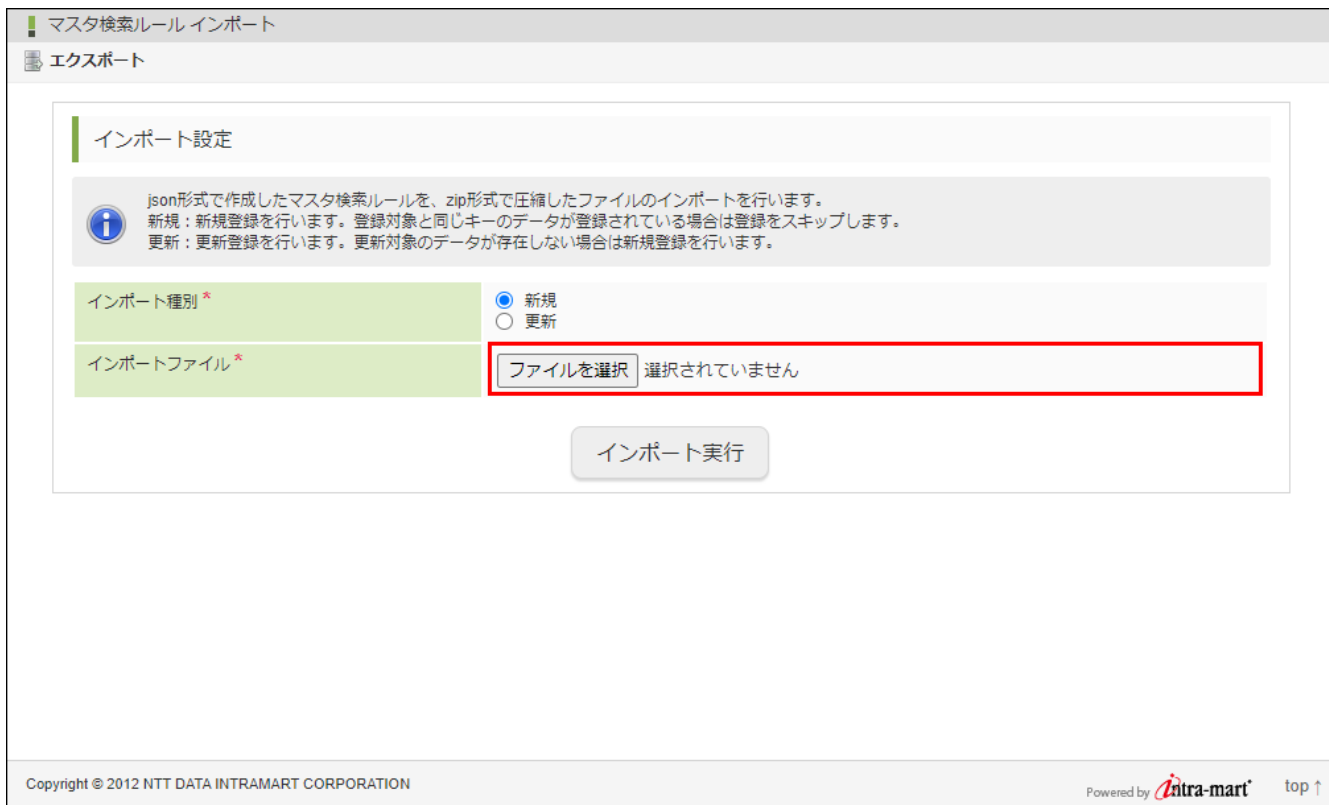 マスタ検索ルール インポート
エクスポート
インポート設定
json形式で作成したマスタ検索ルールを、zip形式で圧縮したファイルのインポートを行います。
新規：新規登録を行います。登録対象と同じキーのデータが登録されている場合は登録をスキップします。
更新：更新登録を行います。更新対象のデータが存在しない場合は新規登録を行います。
インポート種別*
新規
更新
インポートファイル*
ファイルを選択 選択されていません
インポート実行
Copyright © 2012 NTT DATA INTRAMART CORPORATION
Powered by intra-mart
top ↑